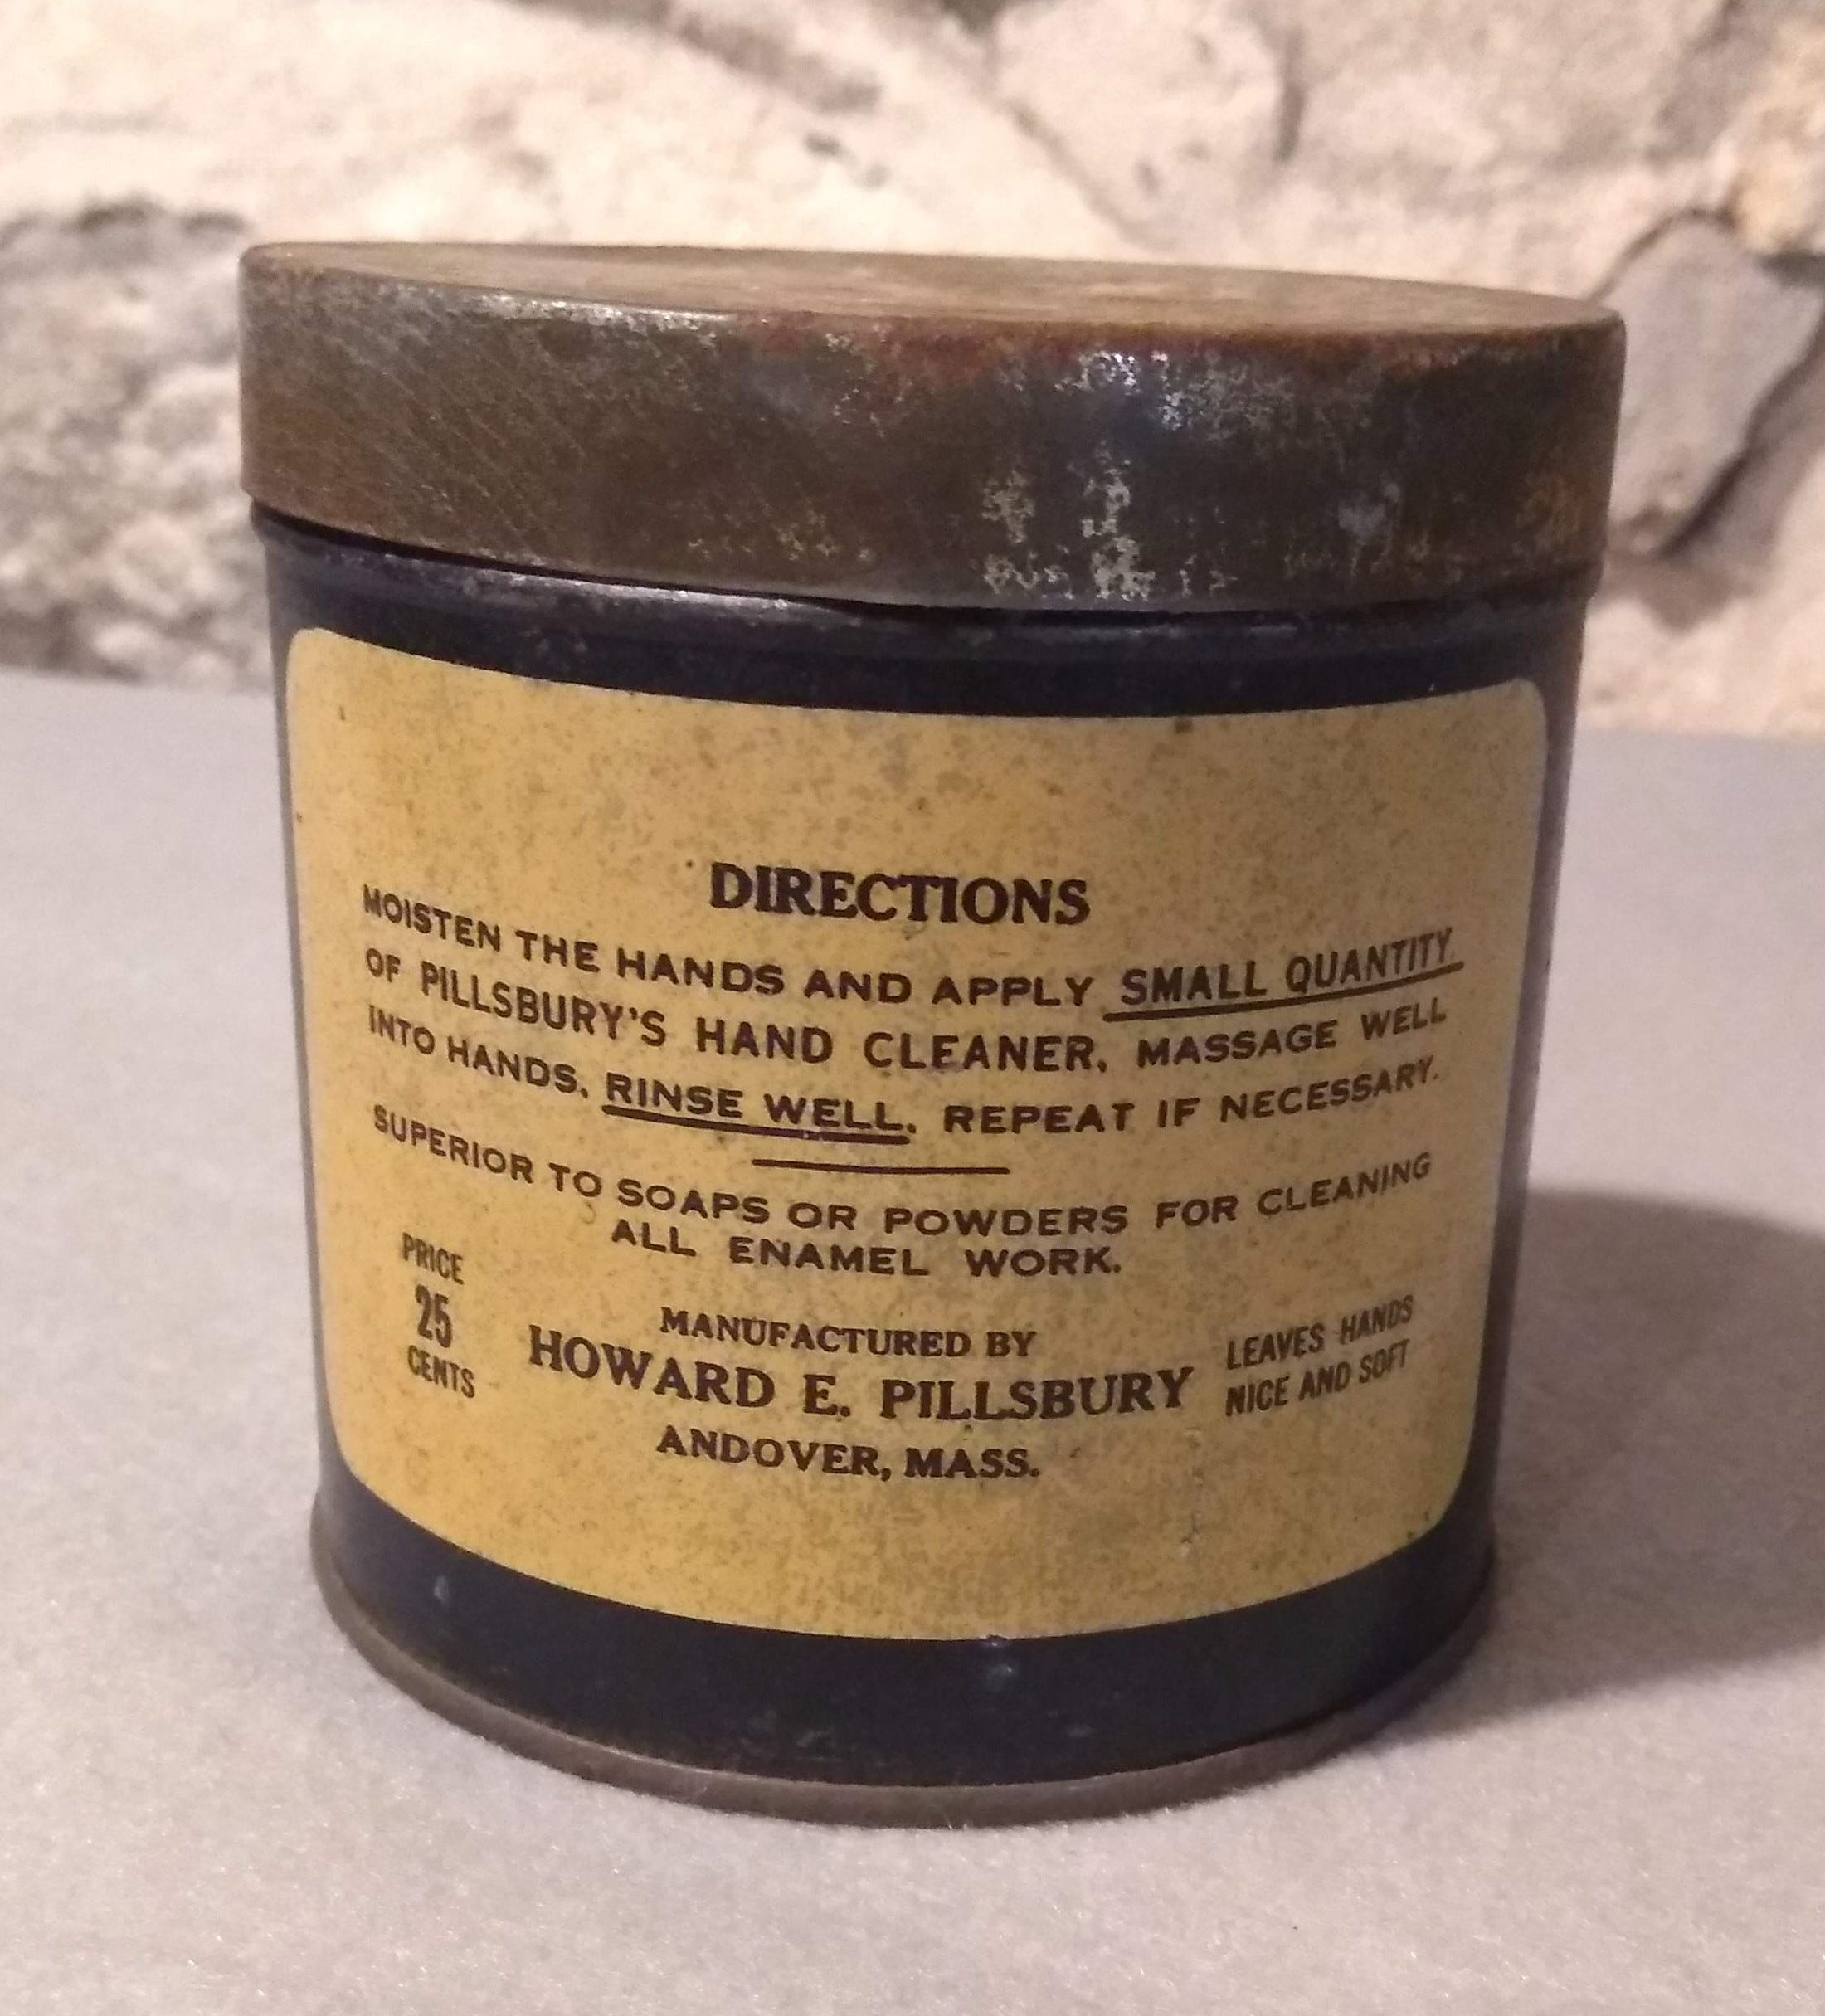 DIRECTIONS
MOISTEN THE HANDS AND APPLY SMALL QUANTITY
OF PILLSBURY'S HAND CLEANER, MASSAGE WELL
INTO HANDS. RINSE WELL. REPEAT IF NECESSARY.
SUPERIOR TO SOAPS OR POWDERS FOR CLEANING
ALL ENAMEL WORK.
PRICE
25
CENTS
MANUFACTURED BY
HOWARD E. PILLSBURY
ANDOVER, MASS.
LEAVES HANDS
NICE AND SOFT